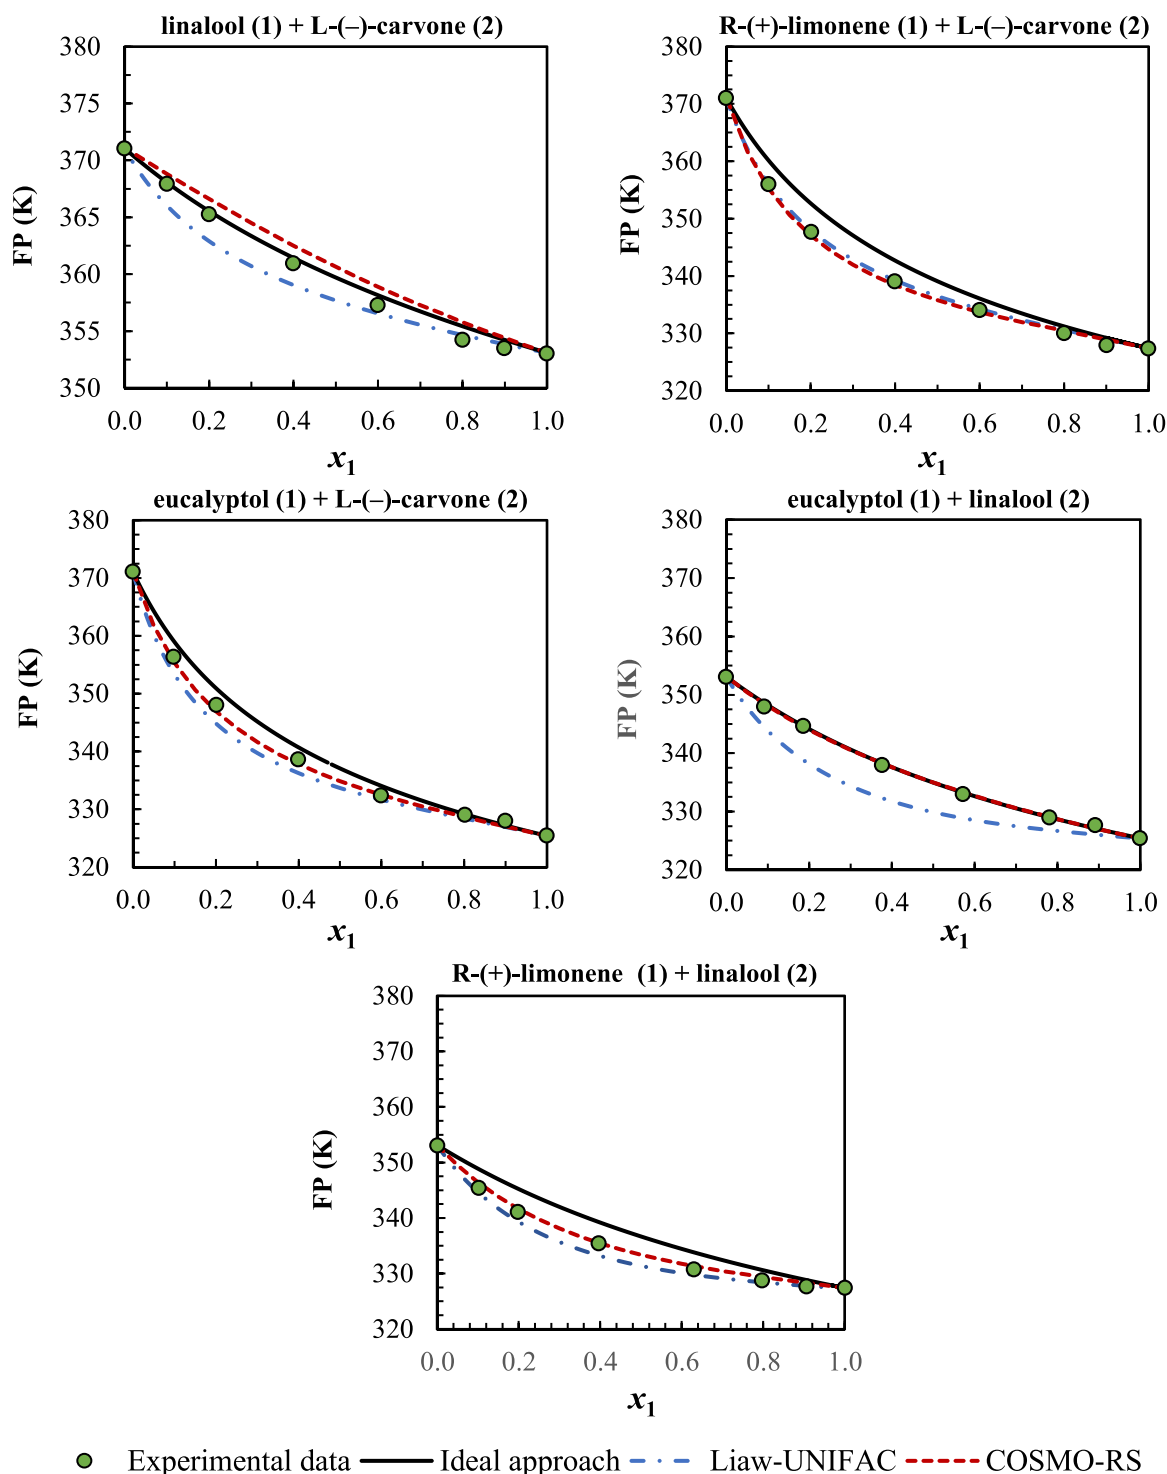 linalool (1) + L-(–)-carvone (2)
380
375
370
365
360
355
350
FP (K)
0.0 0.2 0.4 0.6 0.8 1.0
x1
R-(+)-limonene (1) + L-(–)-carvone (2)
380
370
360
350
340
330
320
FP (K)
0.0 0.2 0.4 0.6 0.8 1.0
x1
eucalyptol (1) + L-(–)-carvone (2)
380
370
360
350
340
330
320
FP (K)
0.0 0.2 0.4 0.6 0.8 1.0
x1
eucalyptol (1) + linalool (2)
380
370
360
350
340
330
320
FP (K)
0.0 0.2 0.4 0.6 0.8 1.0
x1
R-(+)-limonene (1) + linalool (2)
380
370
360
350
340
330
320
FP (K)
0.0 0.2 0.4 0.6 0.8 1.0
x1
Experimental data Ideal approach Liaw-UNIFAC COSMO-RS